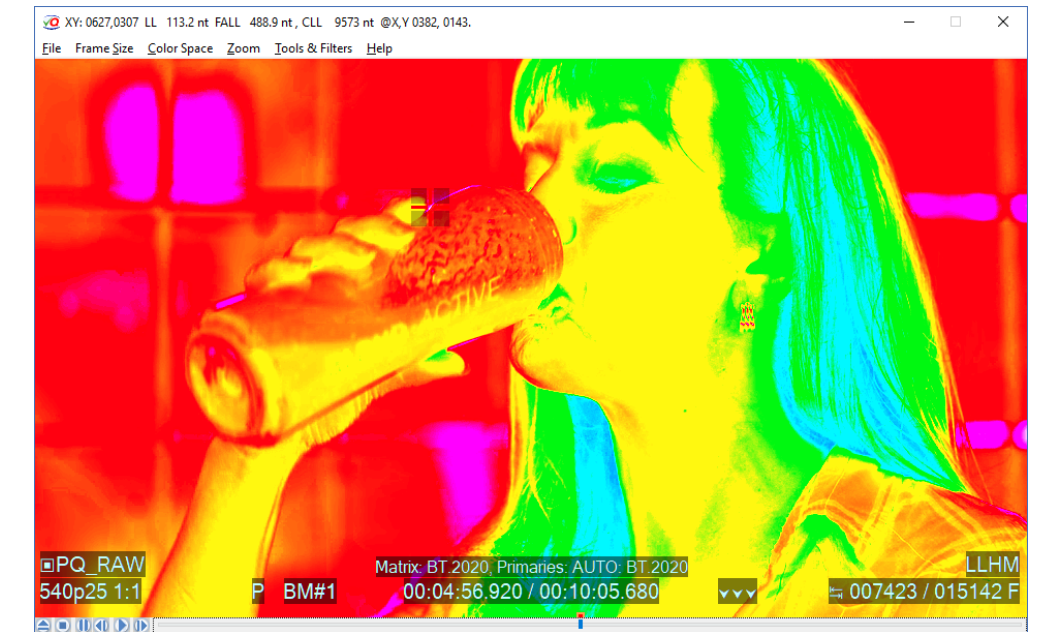 XY: 0627,0307 LL 113.2 nt FALL 488.9 nt , CLL 9573 nt @X,Y 0382, 0143.
File Frame Size Color Space Zoom Tools & Filters Help
ACTIVE
PQ_RAW
Matrix: BT.2020, Primaries: AUTO: BT.2020
LLHM
540p25 1:1
P BM#1
00:04:56.920 / 00:10:05.680
007423 / 015142 F